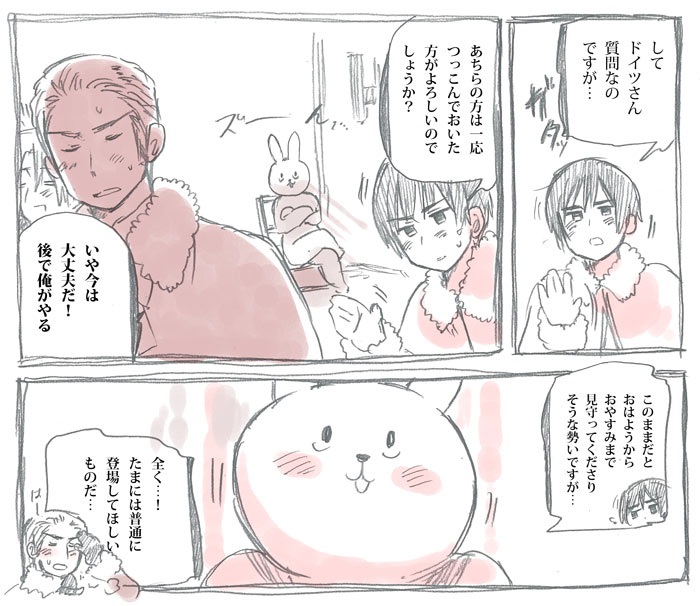 して
ドイツさん
質問なの
ですが…
ガタッ
あちらの方は一応
つっこんでおいた
方がよろしいので
しょうか？
ズーーん
いや今は
大丈夫だ！
後で俺がやる
このままだと
おはようから
おやすみまで
見守ってくださり
そうな勢いですが…
全く…！
たまには普通に
登場してほしい
ものだ…
はー